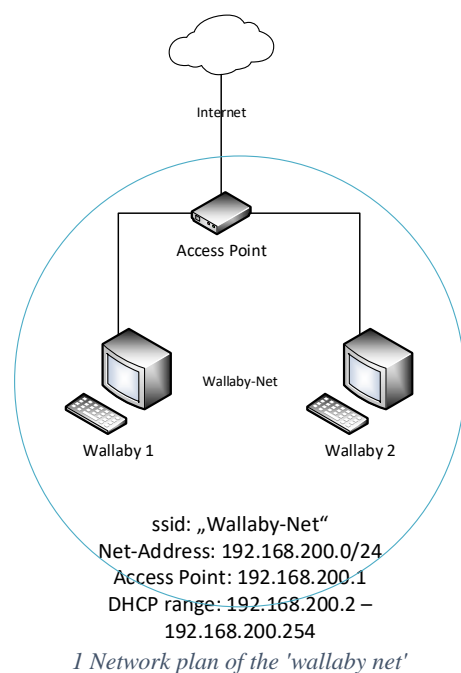 Internet
Access Point
Wallaby-Net
Wallaby 1
Wallaby 2
ssid: „Wallaby-Net“
Net-Address: 192.168.200.0/24
Access Point: 192.168.200.1
DHCP range: 192.168.200.2 –
192.168.200.254
1 Network plan of the 'wallaby net'